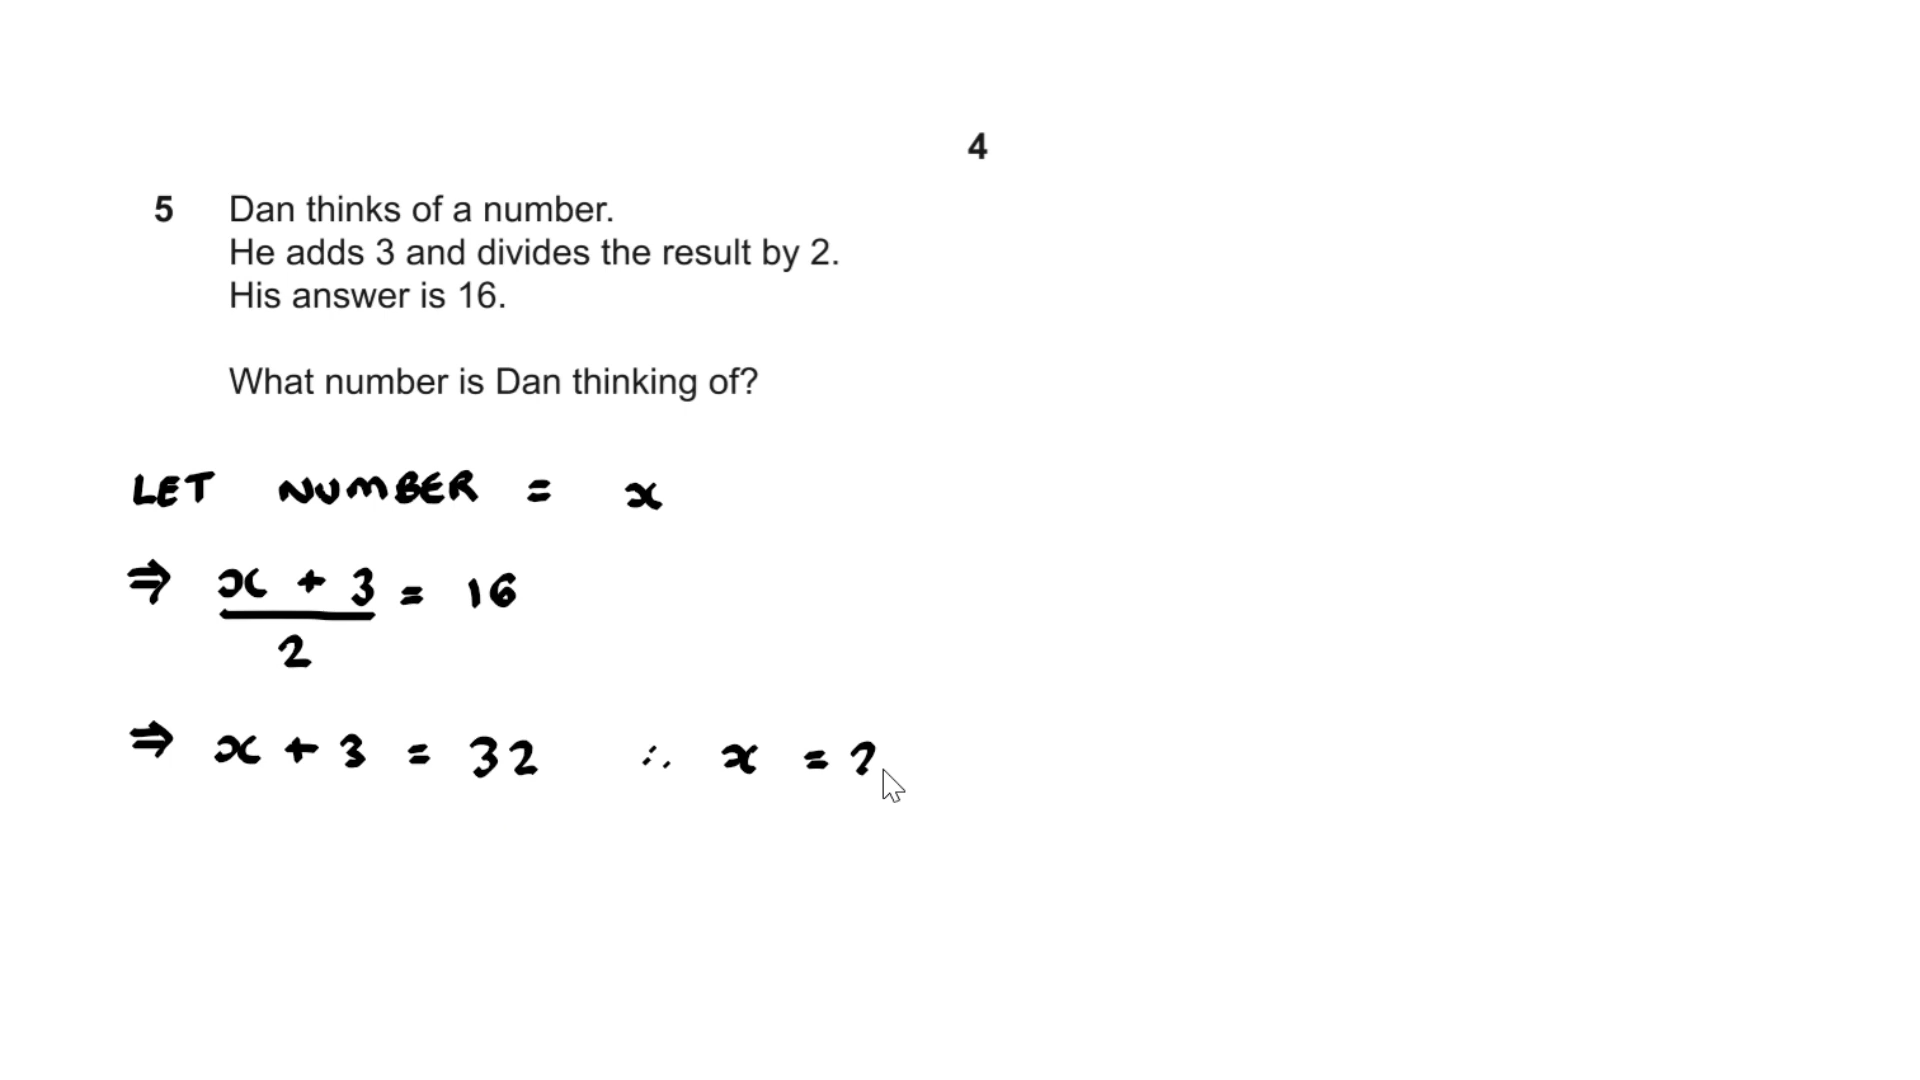 4
5 Dan thinks of a number.
He adds 3 and divides the result by 2.
His answer is 16.
What number is Dan thinking of?
LET NUMBER = x
⇒ x + 3 = 16
2
⇒ x + 3 = 32 ∴ x = ?